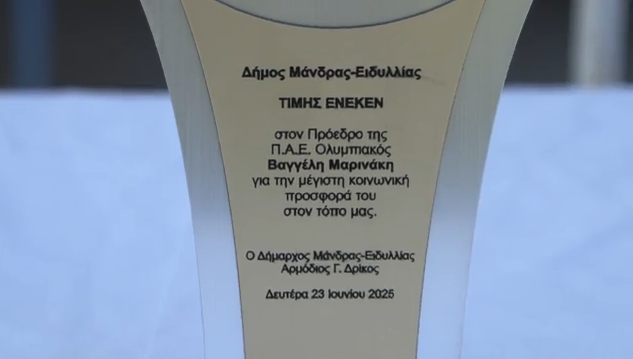 Δήμος Μάνδρας-Ειδυλλίας
ΤΙΜΗΣ ΕΝΕΚΕΝ
στον Πρόεδρο της
Π.Α.Ε. Ολυμπιακός
Βαγγέλη Μαρινάκη
για την μέγιστη κοινωνική
προσφορά του
στον τόπο μας.
Ο Δήμαρχος Μάνδρας-Ειδυλλίας
Αρμόδιος Γ. Δρίκος
Δευτέρα 23 Ιουνίου 2025